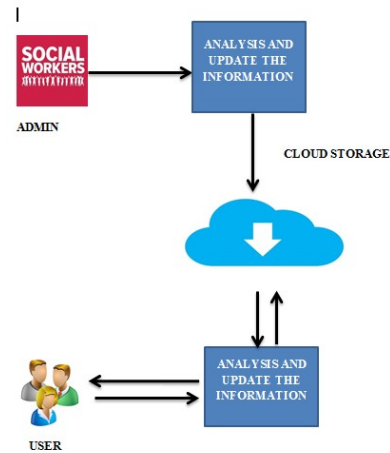 SOCIAL
WORKERS
ADMIN
ANALYSIS AND
UPDATE THE
INFORMATION
CLOUD STORAGE
ANALYSIS AND
UPDATE THE
INFORMATION
USER